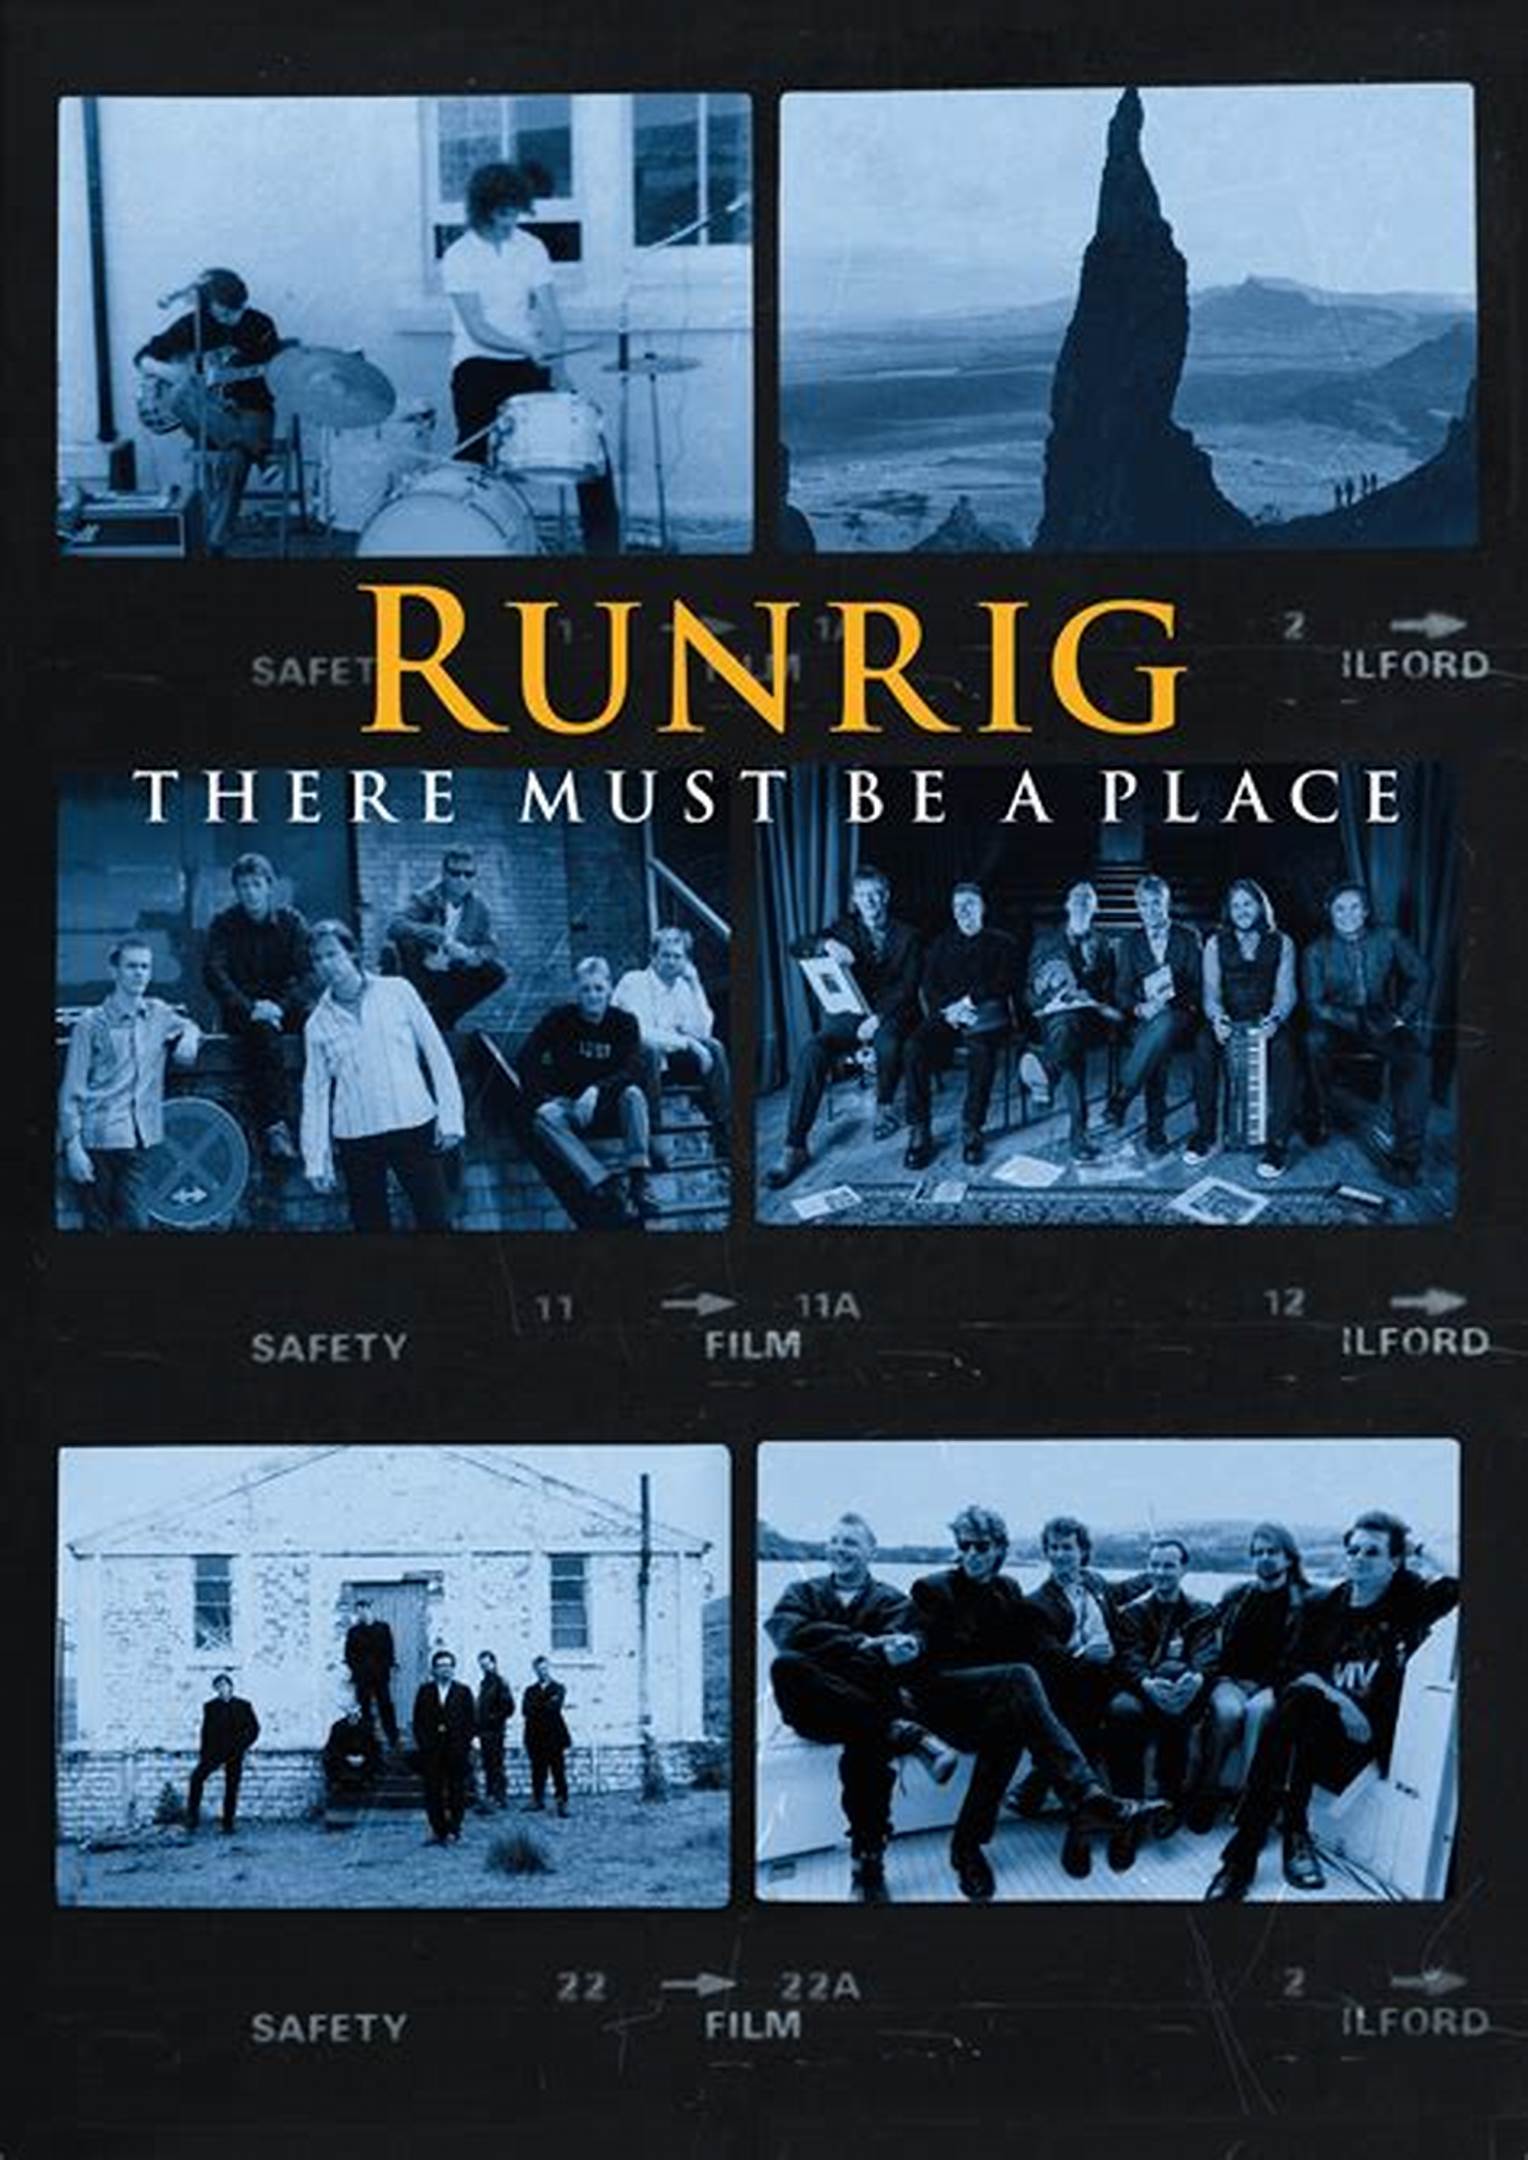 1 → 1A 2 →
SAFET FILM ILFORD
RUNRIG
THERE MUST BE A PLACE
11 → 11A 12 →
SAFETY FILM ILFORD
22 → 22A 2 →
SAFETY FILM ILFORD